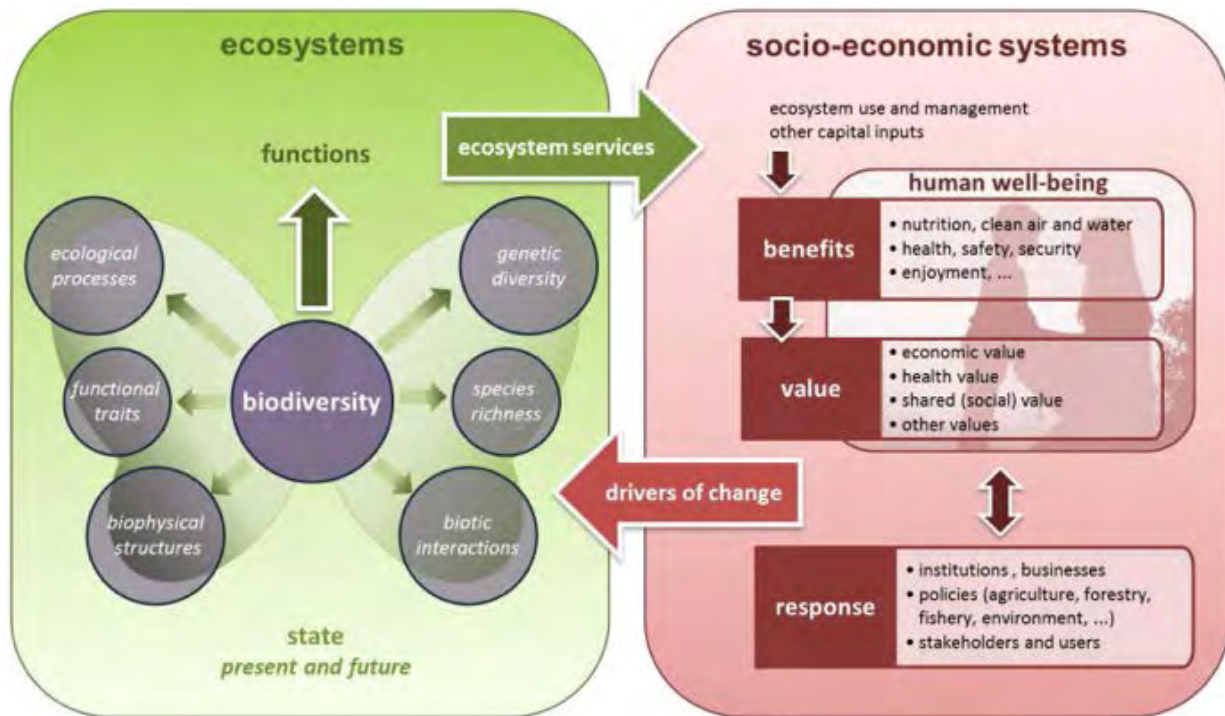 ecosystems
functions
ecological
processes
genetic
diversity
functional
traits
biodiversity
species
richness
biophysical
structures
biotic
interactions
state
present and future
ecosystem services
drivers of change
socio-economic systems
ecosystem use and management
other capital inputs
human well-being
benefits
• nutrition, clean air and water
• health, safety, security
• enjoyment, ...
value
• economic value
• health value
• shared (social) value
• other values
response
• institutions , businesses
• policies (agriculture, forestry,
fishery, environment, ...)
• stakeholders and users